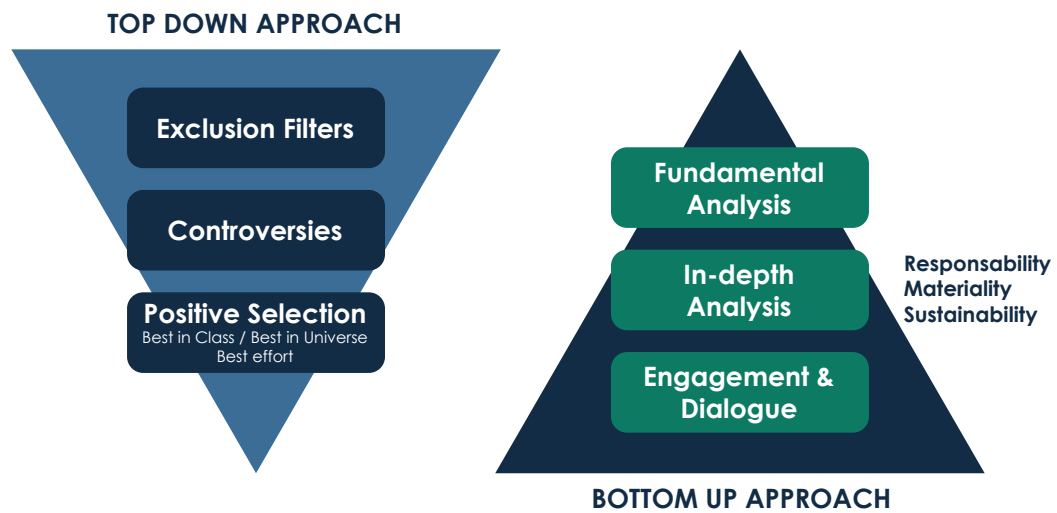 TOP DOWN APPROACH
Exclusion Filters
Controversies
Positive Selection
Best in Class / Best in Universe
Best effort
Fundamental
Analysis
In-depth
Analysis
Engagement &
Dialogue
Responsability
Materiality
Sustainability
BOTTOM UP APPROACH